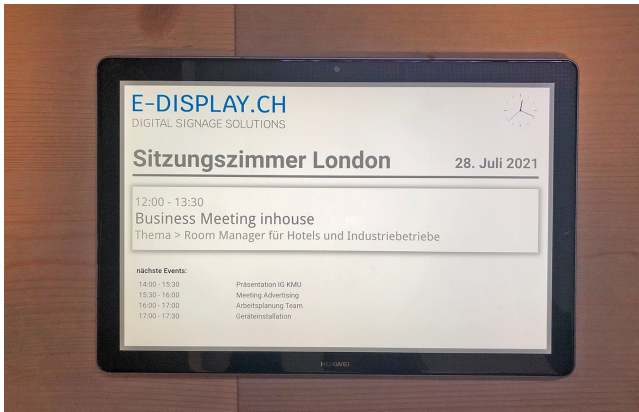 E-DISPLAY.CH
DIGITAL SIGNAGE SOLUTIONS
Sitzungszimmer London 28. Juli 2021
12:00 - 13:30
Business Meeting inhouse
Thema > Room Manager für Hotels und Industriebetriebe
nächste Events:
14:00 - 15:30 Präsentation IG KMU
15:30 - 16:00 Meeting Advertising
16:00 - 17:00 Arbeitsplanung Team
17:00 - 17:30 Geräteinstallation
HUAWEI